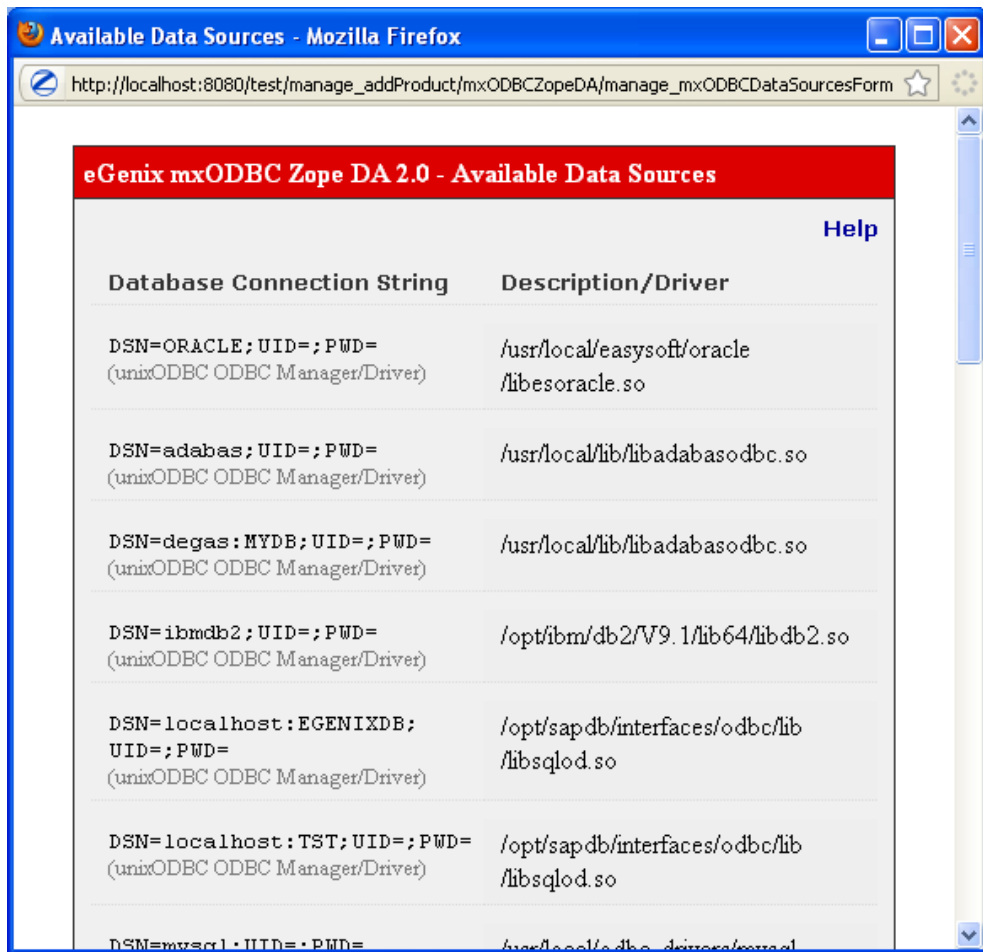 Available Data Sources - Mozilla Firefox
http://localhost:8080/test/manage_addProduct/mxODBCZopeDA/manage_mxODBCDataSourcesForm
eGenix mxODBC Zope DA 2.0 - Available Data Sources
Help
Database Connection String Description/Driver
DSN=ORACLE;UID=;PWD= /usr/local/easysoft/oracle
(unixODBC ODBC Manager/Driver) /libesoracle.so
DSN=adabas;UID=;PWD= /usr/local/lib/libadabasodbc.so
(unixODBC ODBC Manager/Driver)
DSN=degas:MYDB;UID=;PWD= /usr/local/lib/libadabasodbc.so
(unixODBC ODBC Manager/Driver)
DSN=ibmdb2;UID=;PWD= /opt/ibm/db2/V9.1/lib64/libdb2.so
(unixODBC ODBC Manager/Driver)
DSN=localhost:EGENIXDB; /opt/sapdb/interfaces/odbc/lib
UID=;PWD= /libsqlod.so
(unixODBC ODBC Manager/Driver)
DSN=localhost:TST;UID=;PWD= /opt/sapdb/interfaces/odbc/lib
(unixODBC ODBC Manager/Driver) /libsqlod.so
DSN=mysql;UID=;PWD=